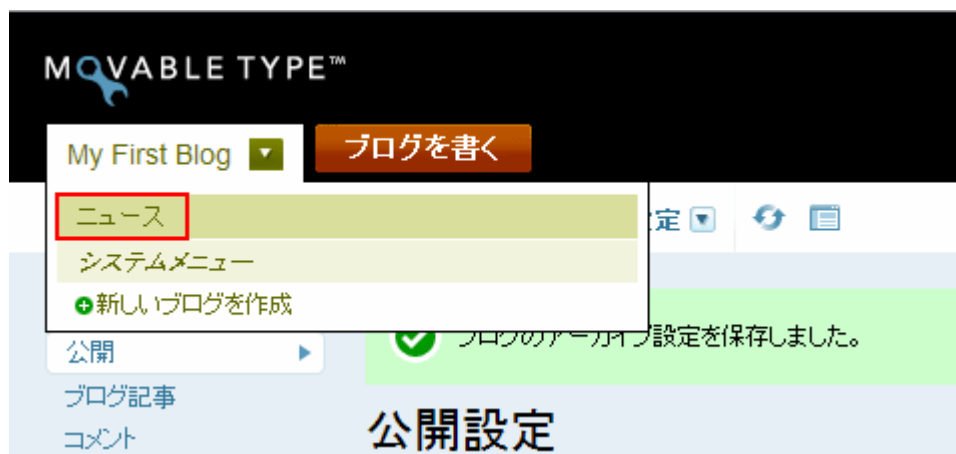 MOVABLE TYPE™
My First Blog ブログを書く
ニュース
定
システムメニュー
新しいブログを作成
ブログのアーカイブ設定を保存しました。
公開
ブログ記事
コメント
公開設定